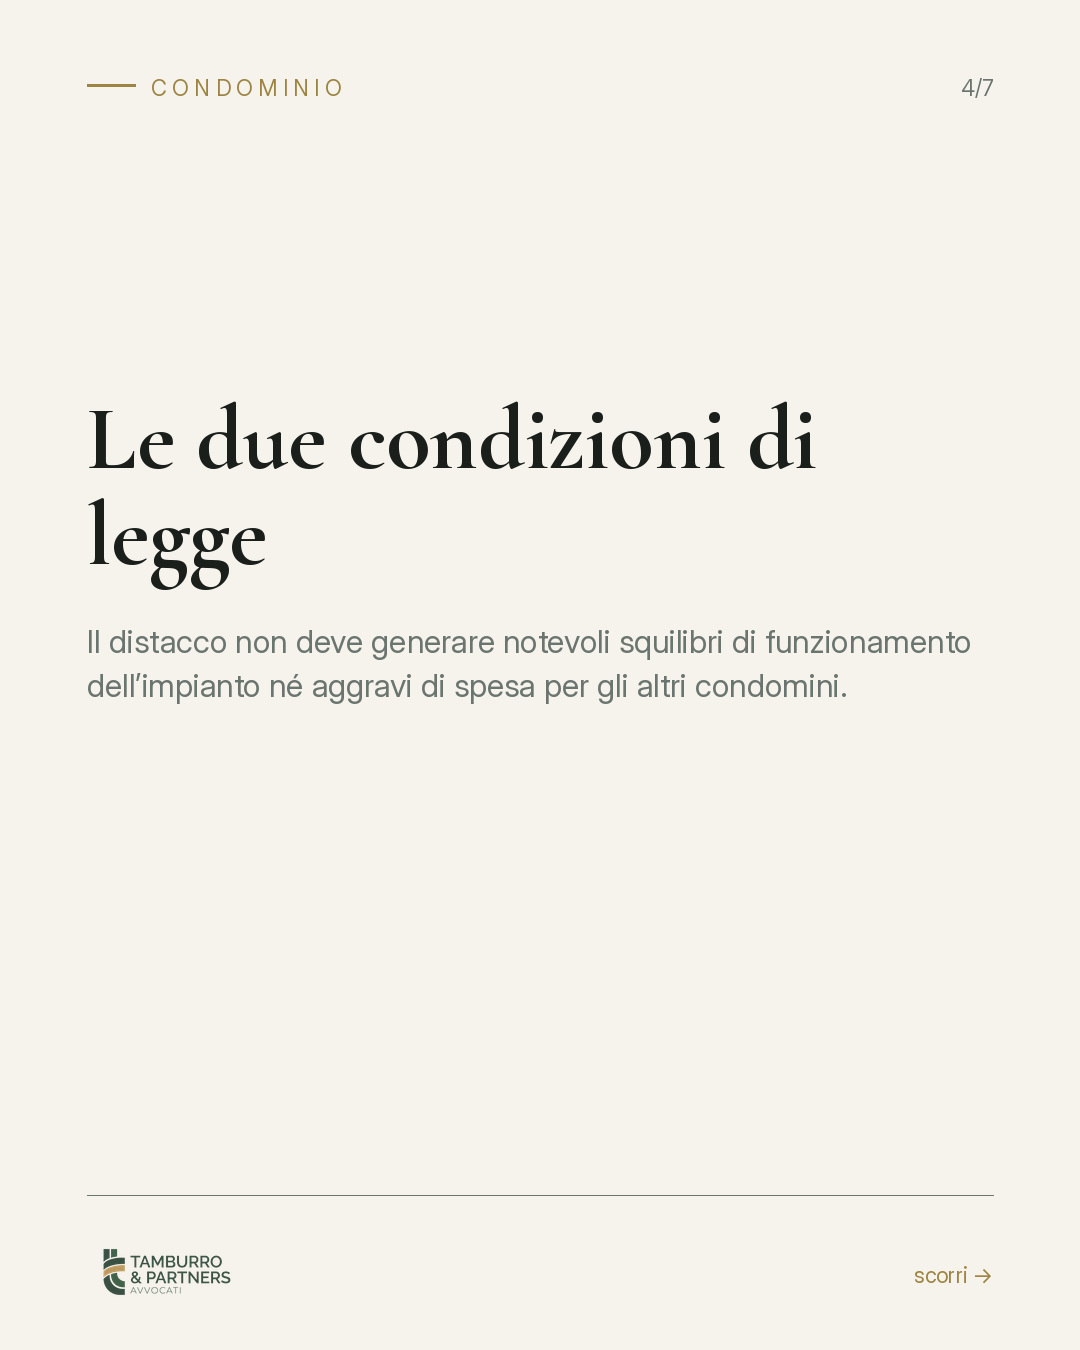 CONDOMINIO
4/7
Le due condizioni di
legge
Il distacco non deve generare notevoli squilibri di funzionamento
dell’impianto né aggravi di spesa per gli altri condomini.
TAMBURRO
& PARTNERS
AVVOCATI
scorri →